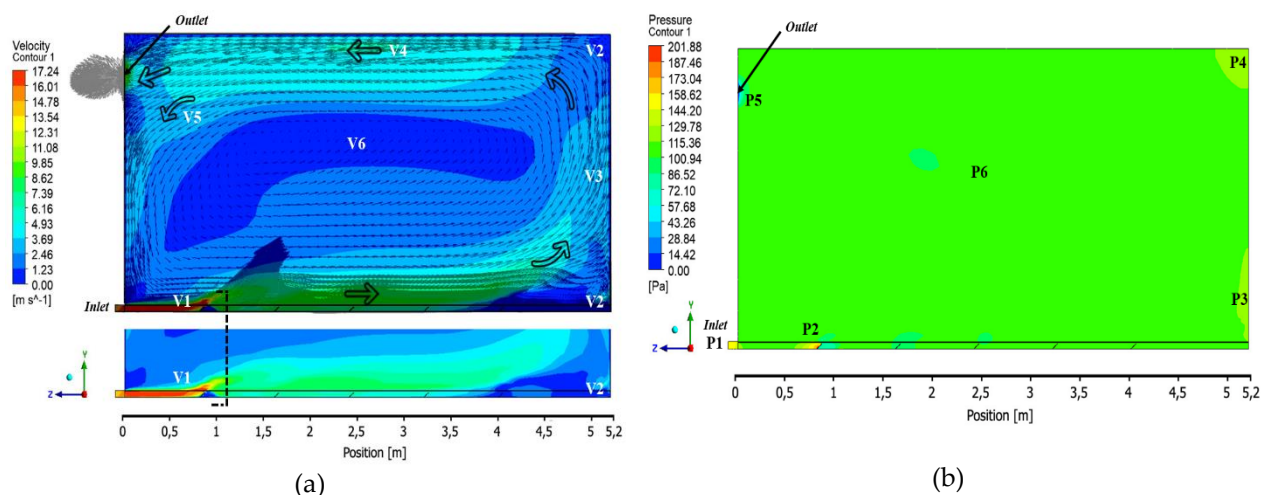 Outlet
Velocity
Contour 1
17.24
16.01
14.78
13.54
12.31
11.08
9.85
8.62
7.39
6.16
4.93
3.69
2.46
1.23
0.00
[m s^-1]
V4
V2
V5
V6
V3
V1
V2
Inlet
V1
V2
Y
Z
0 0,5 1 1,5 2 2,5 3 3,5 4 4,5 5 5,2
Position [m]
(a)
Pressure
Contour 1
201.88
187.46
173.04
158.62
144.20
129.78
115.36
100.94
86.52
72.10
57.68
43.26
28.84
14.42
0.00
[Pa]
Outlet
P4
P5
P6
P3
P2
Inlet
P1
Y
Z
0 0,5 1 1,5 2 2,5 3 3,5 4 4,5 5 5,2
Position [m]
(b)